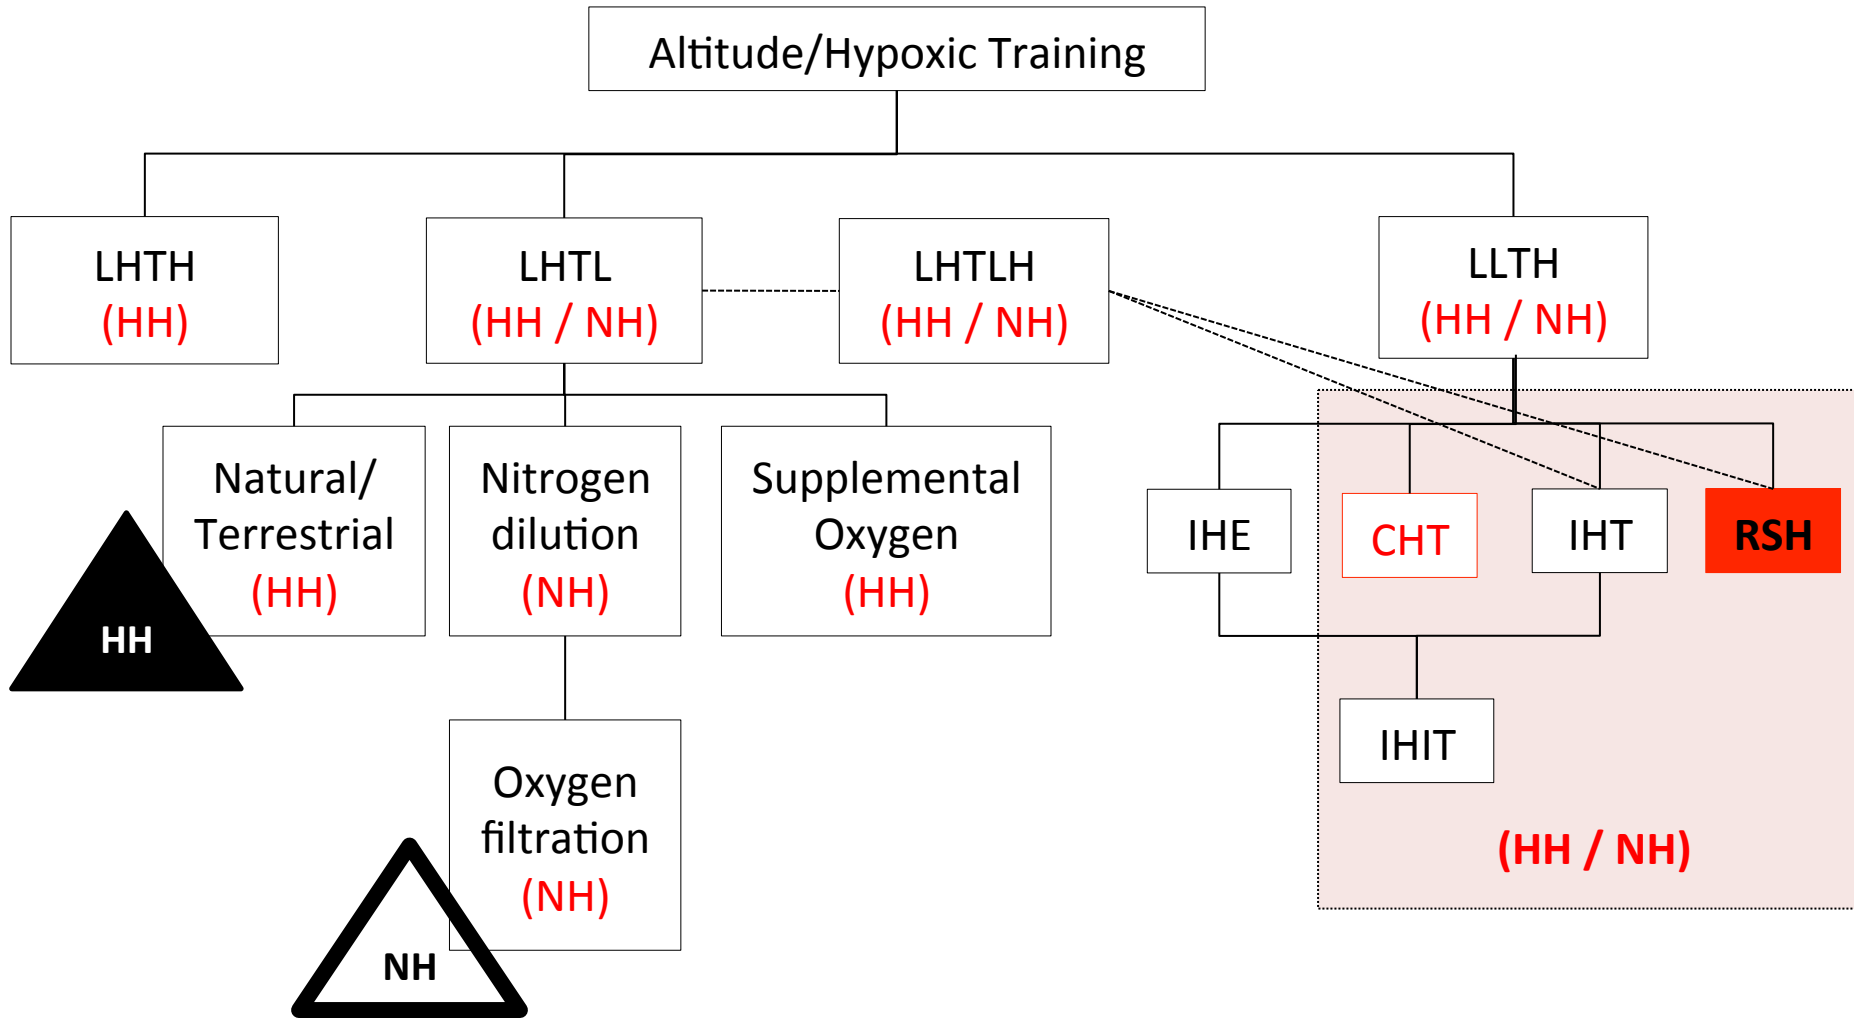 Altitude/Hypoxic Training
LHTH
(HH)
LHTL
(HH / NH)
LHTLH
(HH / NH)
LLTH
(HH / NH)
Natural/
Terrestrial
(HH)
Nitrogen
dilution
(NH)
Supplemental
Oxygen
(HH)
IHE
CHT
IHT
RSH
HH
Oxygen
filtration
(NH)
IHIT
(HH / NH)
NH